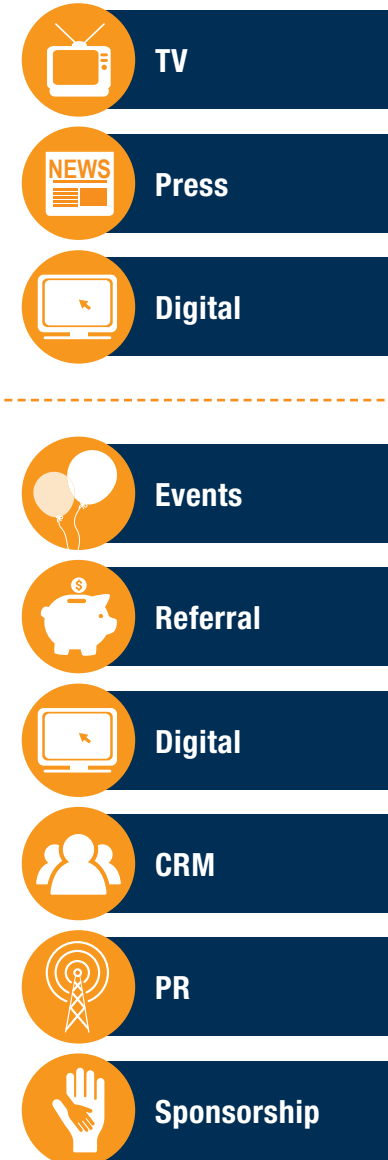 TV
NEWS
Press
Digital
Events
$
Referral
Digital
CRM
PR
Sponsorship